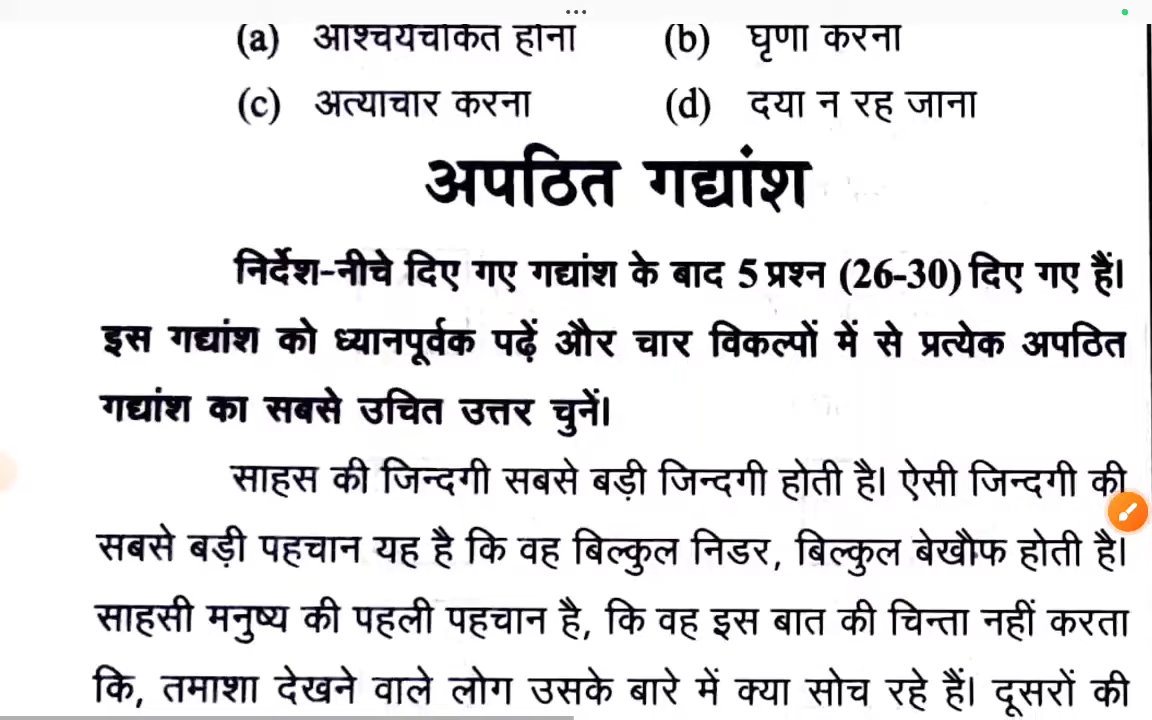 (a) आश्चर्यचकित होना (b) घृणा करना
(c) अत्याचार करना (d) दया न रह जाना
अपठित गद्यांश
निर्देश-नीचे दिए गए गद्यांश के बाद 5 प्रश्न (26-30) दिए गए हैं।
इस गद्यांश को ध्यानपूर्वक पढ़ें और चार विकल्पों में से प्रत्येक अपठित
गद्यांश का सबसे उचित उत्तर चुनें।
साहस की जिन्दगी सबसे बड़ी जिन्दगी होती है। ऐसी जिन्दगी की
सबसे बड़ी पहचान यह है कि वह बिल्कुल निडर, बिल्कुल बेखौफ होती है।
साहसी मनुष्य की पहली पहचान है, कि वह इस बात की चिन्ता नहीं करता
कि, तमाशा देखने वाले लोग उसके बारे में क्या सोच रहे हैं। दूसरों की